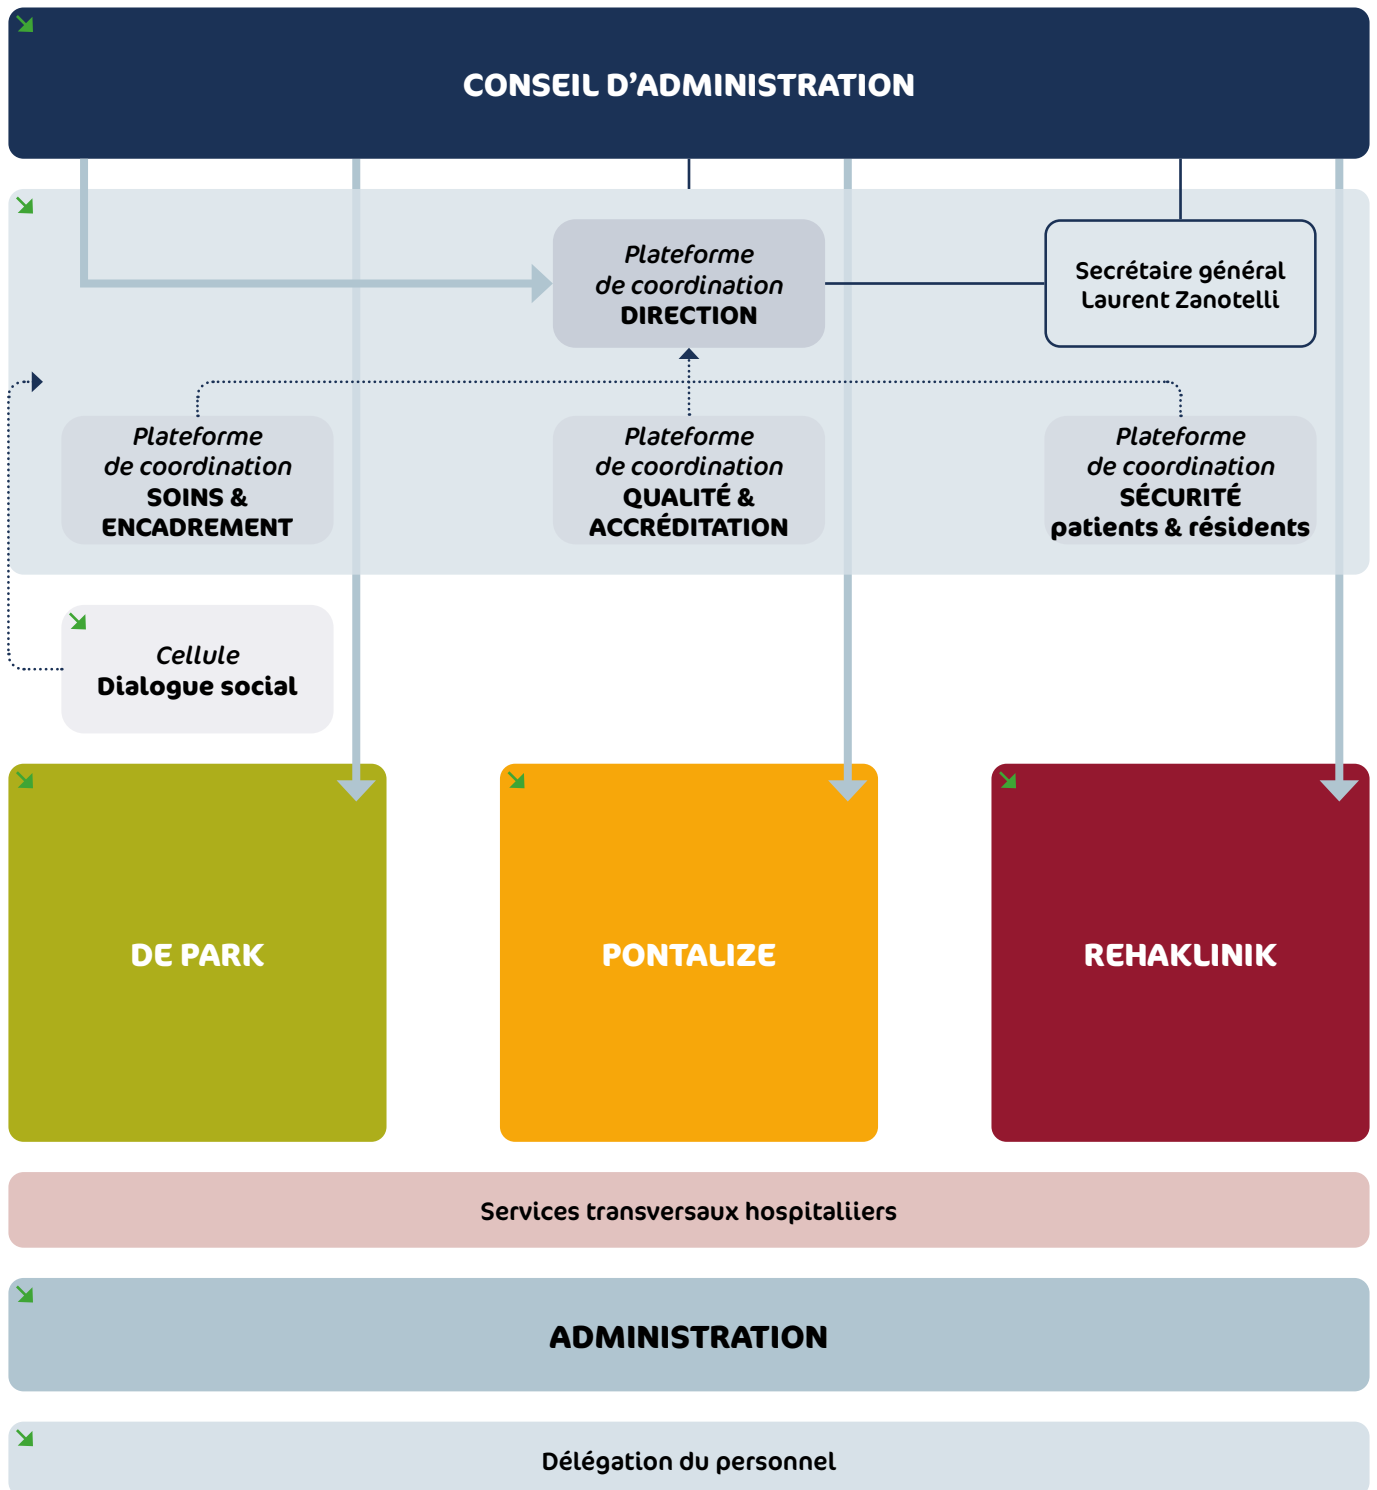 CONSEIL D’ADMINISTRATION
Plateforme
de coordination
DIRECTION
Secrétaire général
Laurent Zanotelli
Plateforme
de coordination
SOINS &
ENCADREMENT
Plateforme
de coordination
QUALITÉ &
ACCRÉDITATION
Plateforme
de coordination
SÉCURITÉ
patients & résidents
Cellule
Dialogue social
DE PARK
PONTALIZE
REHAKLINIK
Services transversaux hospitaliiers
ADMINISTRATION
Délégation du personnel